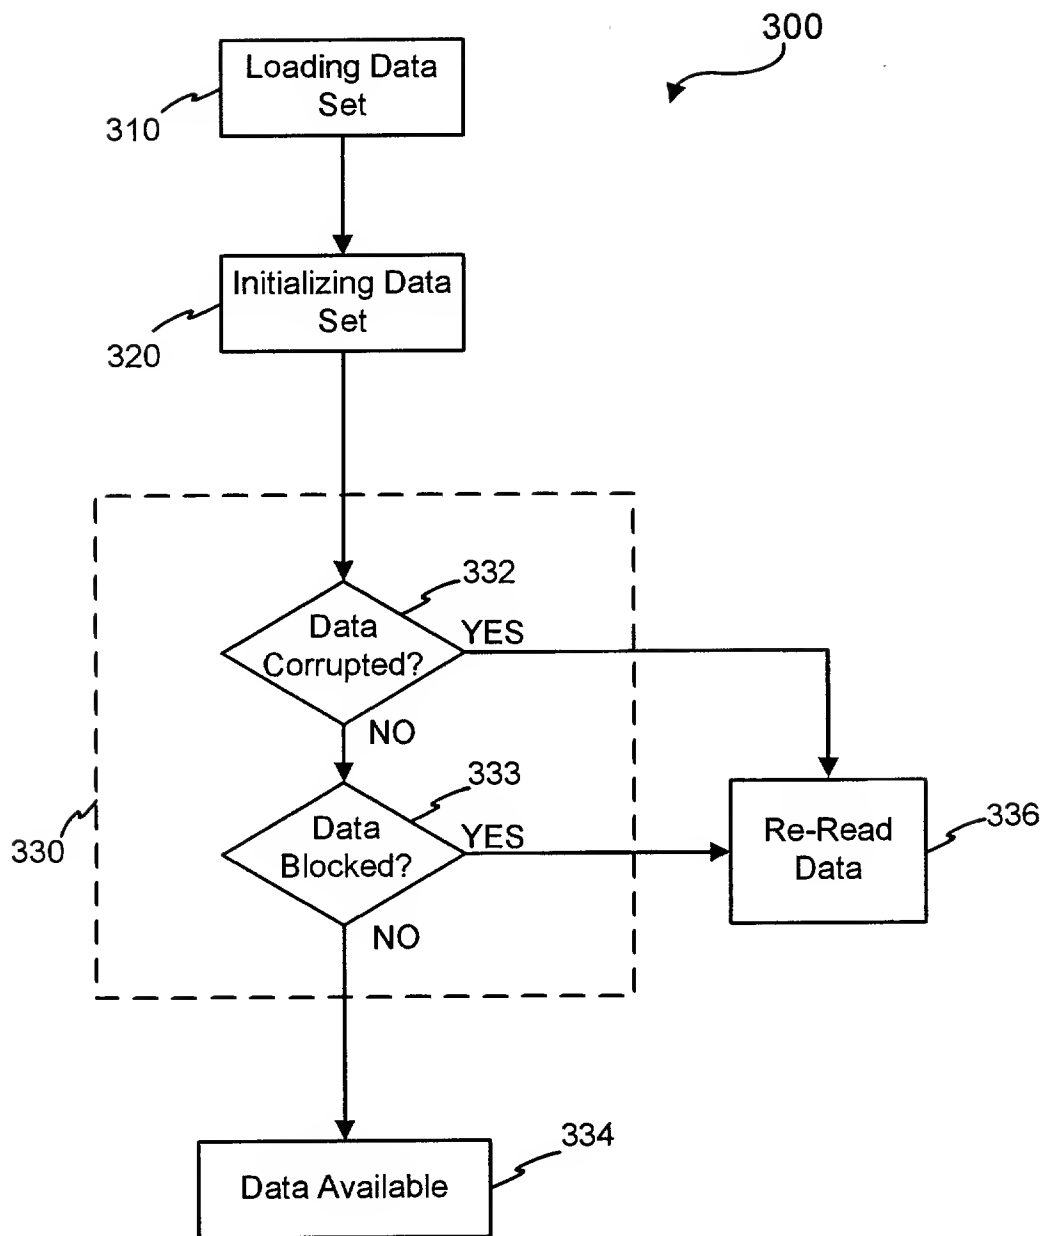 300
Loading Data
Set
310
Initializing Data
Set
320
332
Data
Corrupted?
YES
NO
333
Data
Blocked?
YES
NO
330
Re-Read
Data
336
334
Data Available